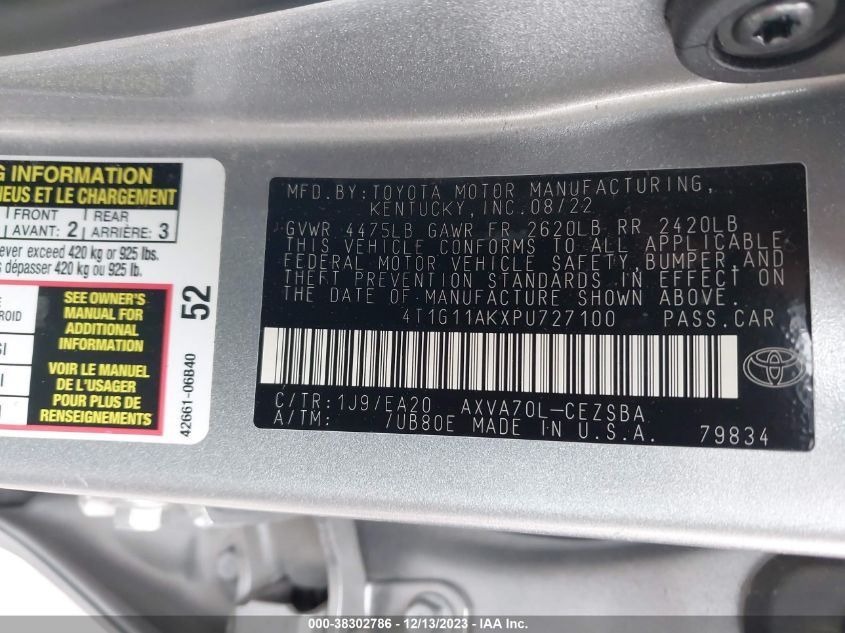 G INFORMATION
NEUS ET LE CHARGEMENT
FRONT REAR
AVANT: 2 ARRIÈRE: 3
ever exceed 420 kg or 925 lbs.
s dépasser 420 kg ou 925 lb.
SEE OWNER'S
MANUAL FOR
ADDITIONAL
INFORMATION
VOIR LE MANUEL
DE L'USAGER
POUR PLUS DE
RENSEIGNEMENTS
52
42661-06B40
MFD.BY:TOYOTA MOTOR MANUFACTURING,
KENTUCKY, INC.08/22
GVWR 4475LB GAWR FR 2620LB RR 2420LB
THIS VEHICLE CONFORMS TO ALL APPLICABLE
FEDERAL MOTOR VEHICLE SAFETY,BUMPER,AND
THEFT PREVENTION STANDARDS IN EFFECT ON
THE DATE OF MANUFACTURE SHOWN ABOVE.
4T1G11AKXPU727100 PASS.CAR
C/TR:1J9/EA20 AXVA70L-CEZSBA
A/TM: /UB80E MADE IN U.S.A. 79834
000-38302786 - 12/13/2023 - IAAI.COM